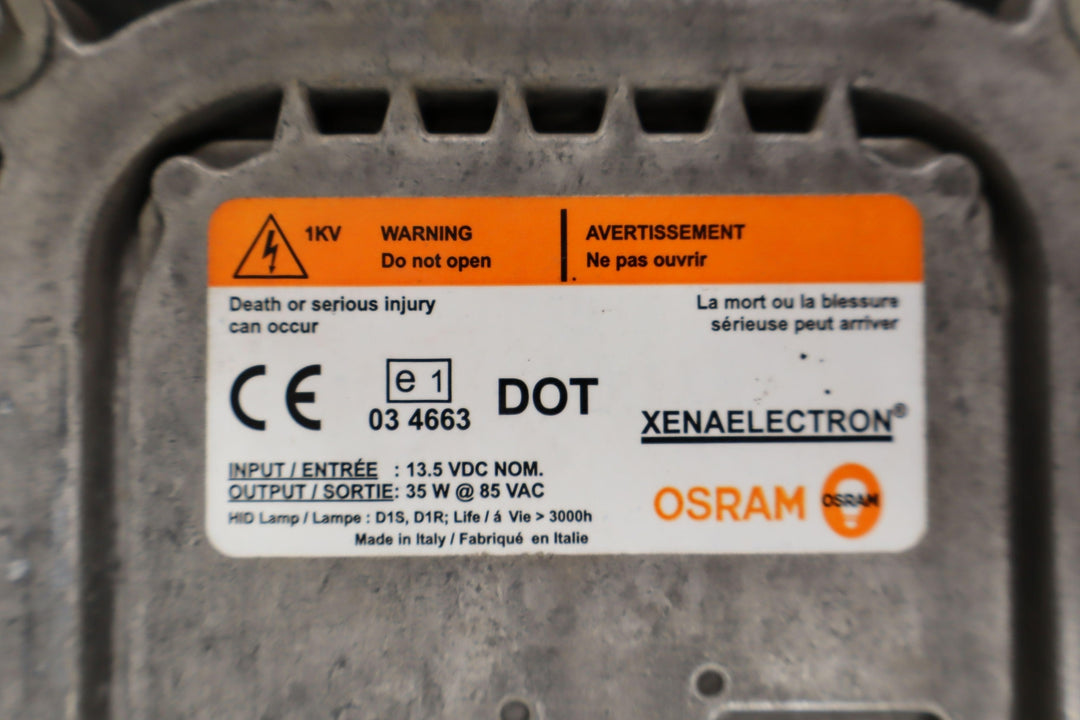 1KV WARNING AVERTISSEMENT
Do not open Ne pas ouvrir
Death or serious injury
can occur
La mort ou la blessure
sérieuse peut arriver
CE
e 1
03 4663
DOT
XENAELECTRON®
INPUT / ENTRÉE : 13.5 VDC NOM.
OUTPUT / SORTIE: 35 W @ 85 VAC
HID Lamp / Lampe : D1S, D1R; Life / á Vie > 3000h
Made in Italy / Fabriqué en Italie
OSRAM OSRAM